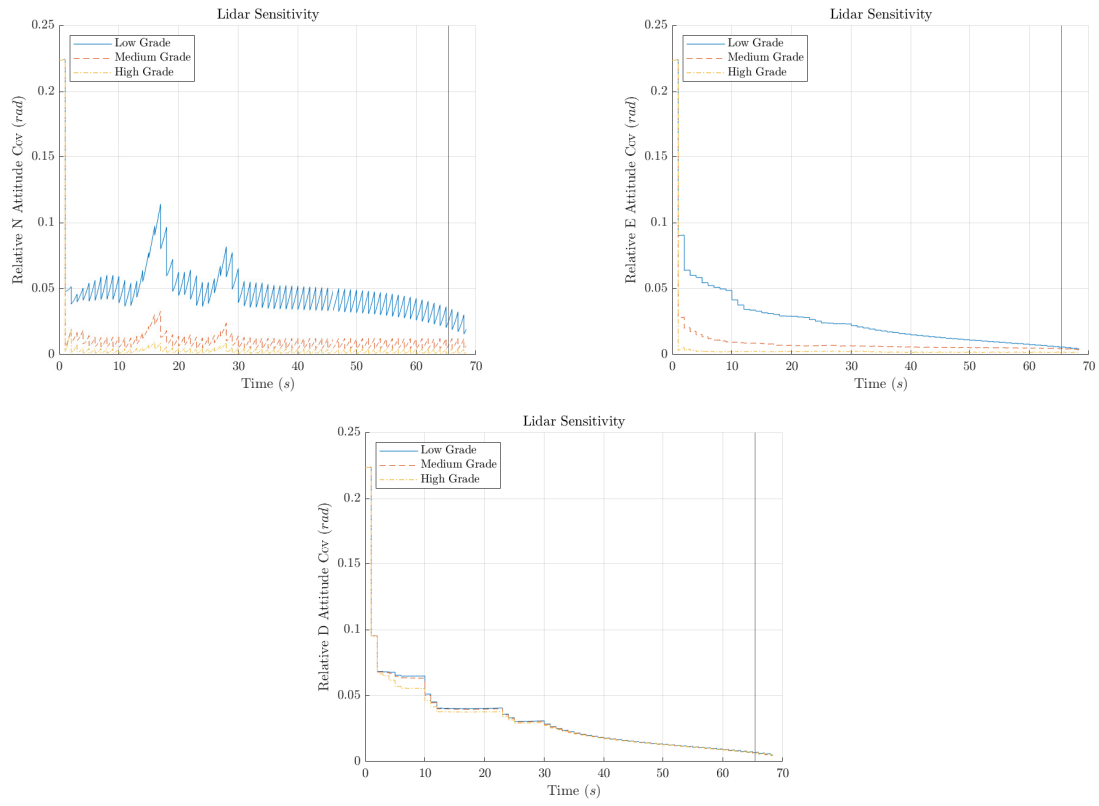 Lidar Sensitivity
Low Grade
Medium Grade
High Grade
0.25
0.2
0.15
0.1
0.05
0
Relative N Attitude Cov (rad)
0 10 20 30 40 50 60 70
Time (s)
Lidar Sensitivity
Low Grade
Medium Grade
High Grade
0.25
0.2
0.15
0.1
0.05
0
Relative E Attitude Cov (rad)
0 10 20 30 40 50 60 70
Time (s)
Lidar Sensitivity
Low Grade
Medium Grade
High Grade
0.25
0.2
0.15
0.1
0.05
0
Relative D Attitude Cov (rad)
0 10 20 30 40 50 60 70
Time (s)